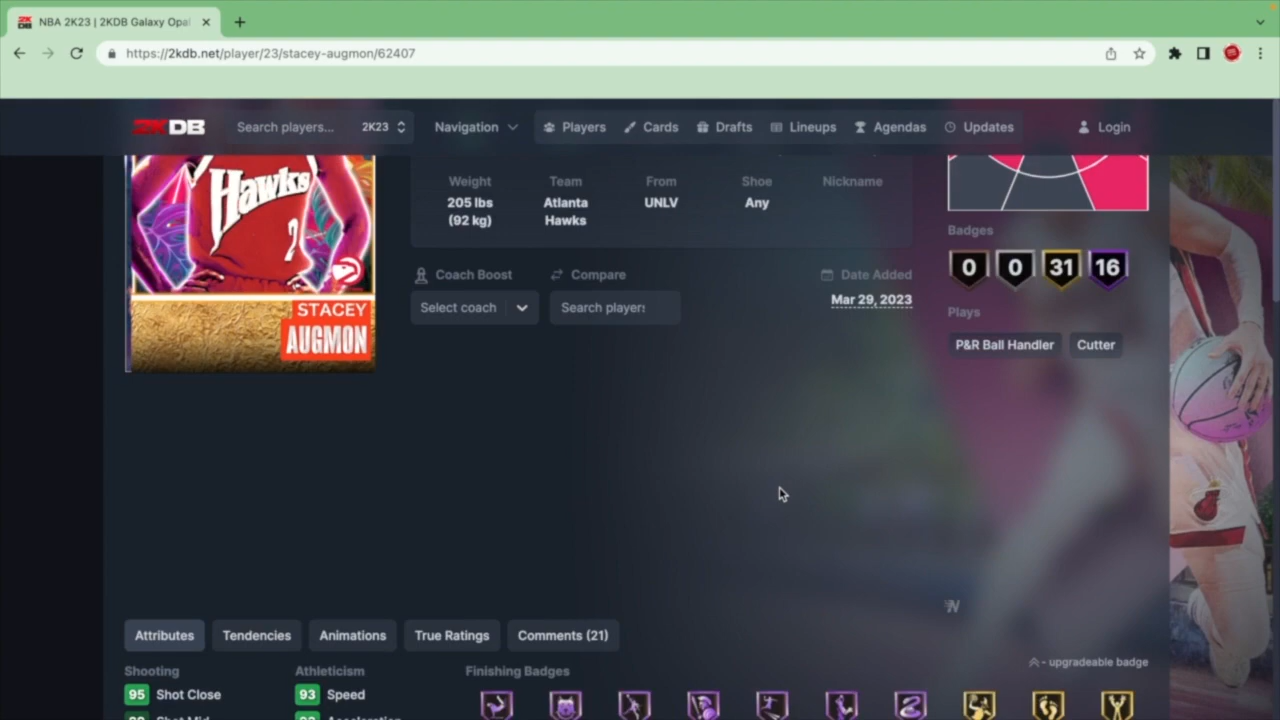 NBA 2K23 | 2KDB Galaxy Opal
https://2kdb.net/player/23/stacey-augmon/62407
2KDB
Search players...
2K23
Navigation
Players
Cards
Drafts
Lineups
Agendas
Updates
Login
Hawks
2
STACEY
AUGMON
Weight
205 lbs
(92 kg)
Team
Atlanta
Hawks
From
UNLV
Shoe
Any
Nickname
Coach Boost
Compare
Date Added
Select coach
Search players
Mar 29, 2023
Badges
0 0 31 16
Plays
P&R Ball Handler
Cutter
Attributes
Tendencies
Animations
True Ratings
Comments (21)
Shooting
95 Shot Close
Shot Mid
Athleticism
93 Speed
Acceleration
Finishing Badges
- upgradeable badge